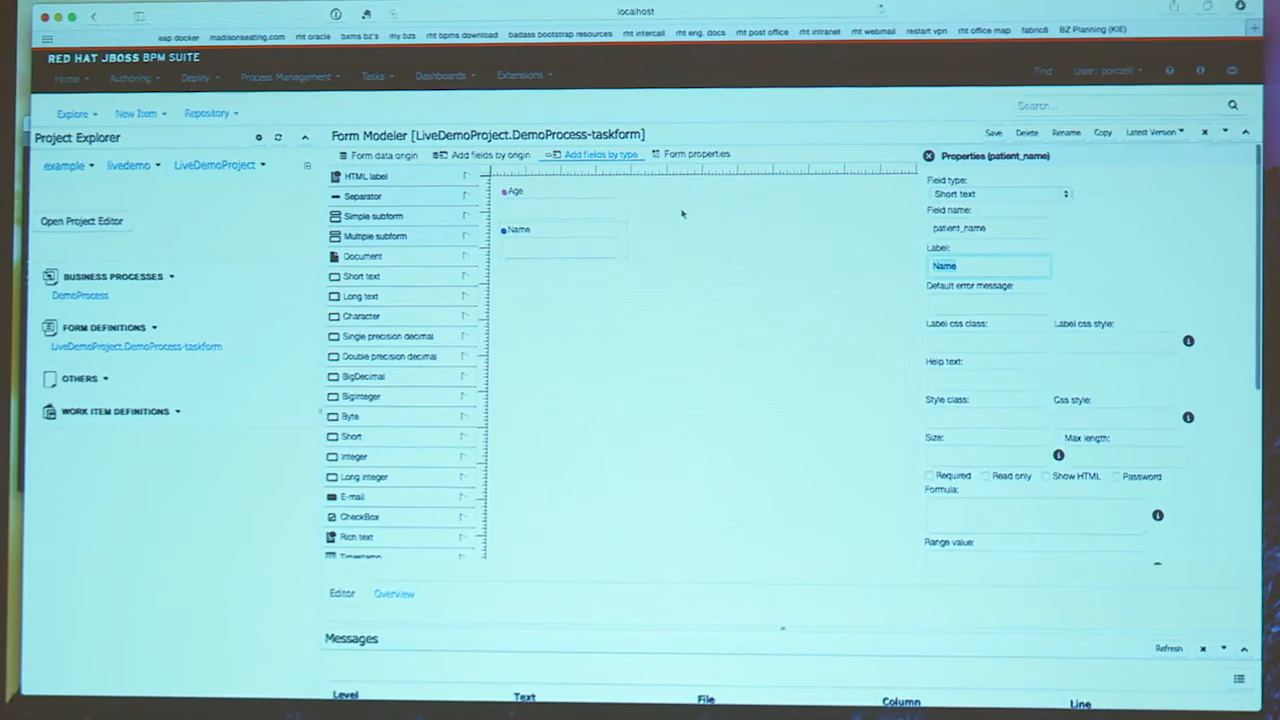 localhost
eap docker madisonseating.com rht oracle bxms bz's my bzs rht bpms download badass bootstrap resources rht intercall rht eng. docs rht post office rht intranet rht webmail restart vpn rht office map fabric8 BZ Planning (KIE)
RED HAT JBOSS BPM SUITE
Home Authoring Deploy Process Management Tasks Dashboards Extensions Find User: porcelli
Explore New Item Repository Search...
Project Explorer Form Modeler [LiveDemoProject.DemoProcess-taskform] Save Delete Rename Copy Latest Version
example livedemo LiveDemoProject
Open Project Editor
BUSINESS PROCESSES
DemoProcess
FORM DEFINITIONS
LiveDemoProject.DemoProcess-taskform
OTHERS
WORK ITEM DEFINITIONS
Form data origin Add fields by origin Add fields by type Form properties
HTML label
Separator
Simple subform
Multiple subform
Document
Short text
Long text
Character
Single precision decimal
Double precision decimal
BigDecimal
BigInteger
Byte
Short
Integer
Long integer
E-mail
CheckBox
Rich text
Timestamp
Age
Name
Properties (patient_name)
Field type:
Short text
Field name:
patient_name
Label:
Name
Default error message:
Label css class: Label css style:
Help text:
Style class: Css style:
Size: Max length:
Required Read only Show HTML Password
Formula:
Range value:
Editor Overview
Messages Refresh
Level Text File Column Line